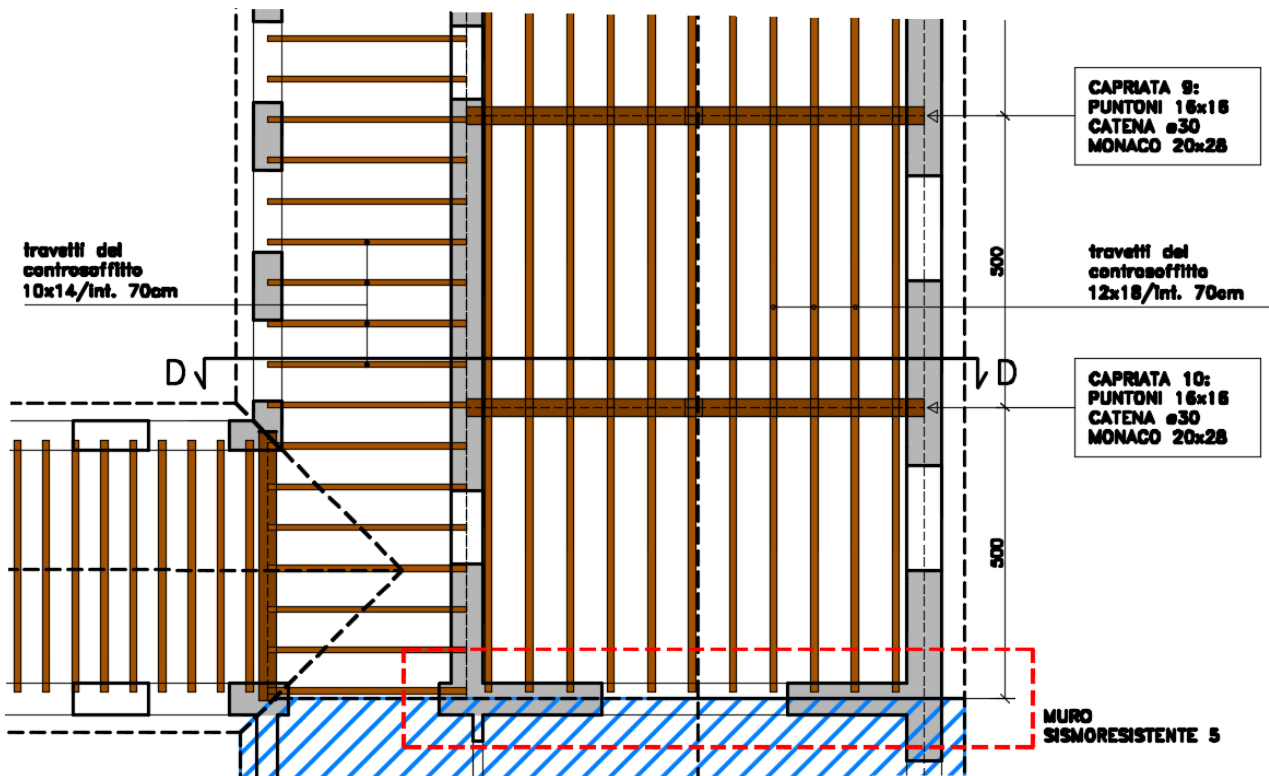 CAPRIATA 9:
PUNTONI 16x16
CATENA ø30
MONACO 20x28
travetti del
controsoffitto
10x14/int. 70cm
500
travetti del
controsoffitto
12x18/int. 70cm
D
D
CAPRIATA 10:
PUNTONI 16x16
CATENA ø30
MONACO 20x28
500
MURO
SISMORESISTENTE 5